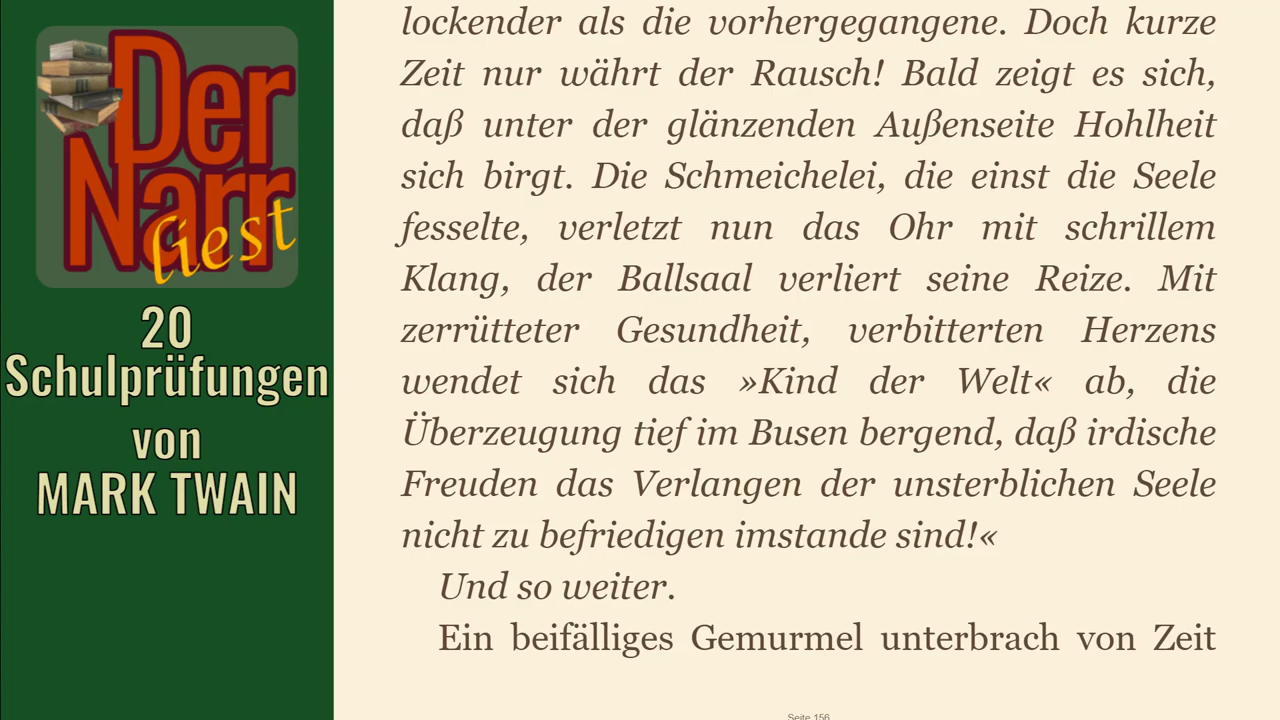 Der
Narr
liest
20
Schulprüfungen
von
MARK TWAIN
lockender als die vorhergegangene. Doch kurze
Zeit nur währt der Rausch! Bald zeigt es sich,
daß unter der glänzenden Außenseite Hohlheit
sich birgt. Die Schmeichelei, die einst die Seele
fesselte, verletzt nun das Ohr mit schrillem
Klang, der Ballsaal verliert seine Reize. Mit
zerrütteter Gesundheit, verbitterten Herzens
wendet sich das »Kind der Welt« ab, die
Überzeugung tief im Busen bergend, daß irdische
Freuden das Verlangen der unsterblichen Seele
nicht zu befriedigen imstande sind!«
Und so weiter.
Ein beifälliges Gemurmel unterbrach von Zeit
Seite 156